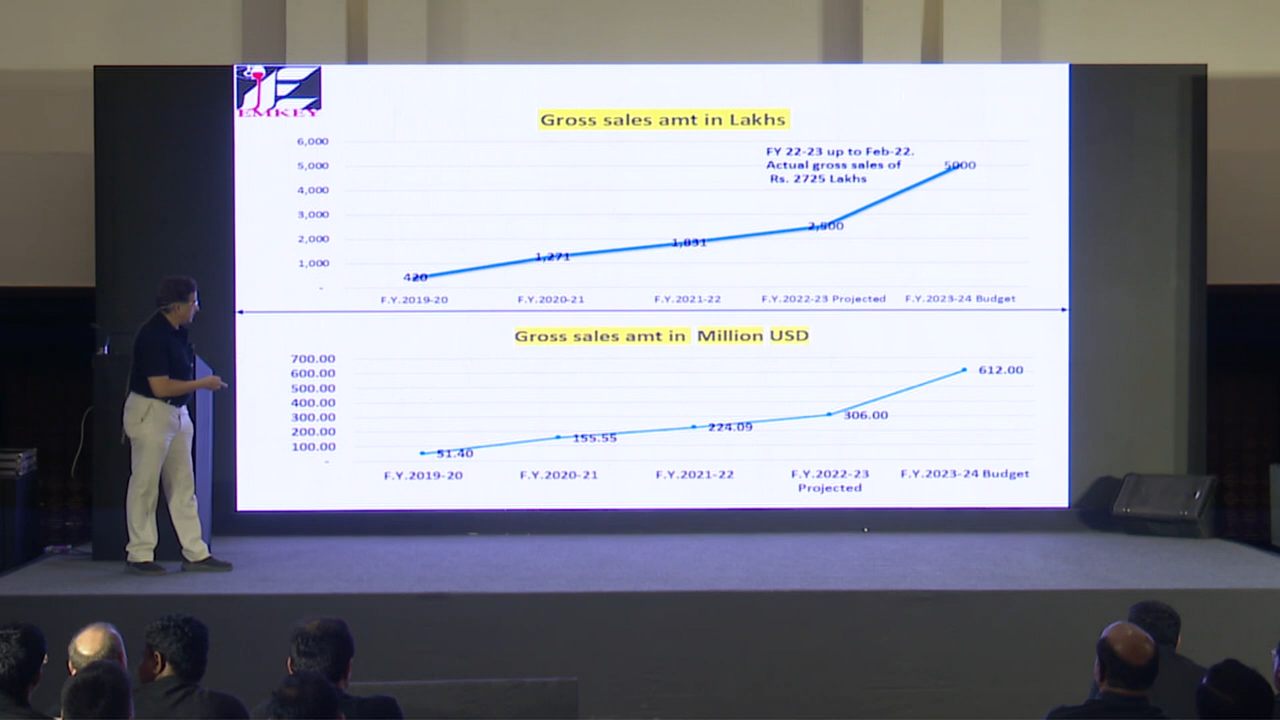 EMKEY
Gross sales amt in Lakhs
6,000
5,000
4,000
3,000
2,000
1,000
-
FY 22-23 up to Feb-22.
Actual gross sales of
Rs. 2725 Lakhs
420
1,271
1,831
2,500
5000
F.Y.2019-20
F.Y.2020-21
F.Y.2021-22
F.Y.2022-23 Projected
F.Y.2023-24 Budget
Gross sales amt in Million USD
700.00
600.00
500.00
400.00
300.00
200.00
100.00
-
51.40
155.55
224.09
306.00
612.00
F.Y.2019-20
F.Y.2020-21
F.Y.2021-22
F.Y.2022-23
Projected
F.Y.2023-24 Budget